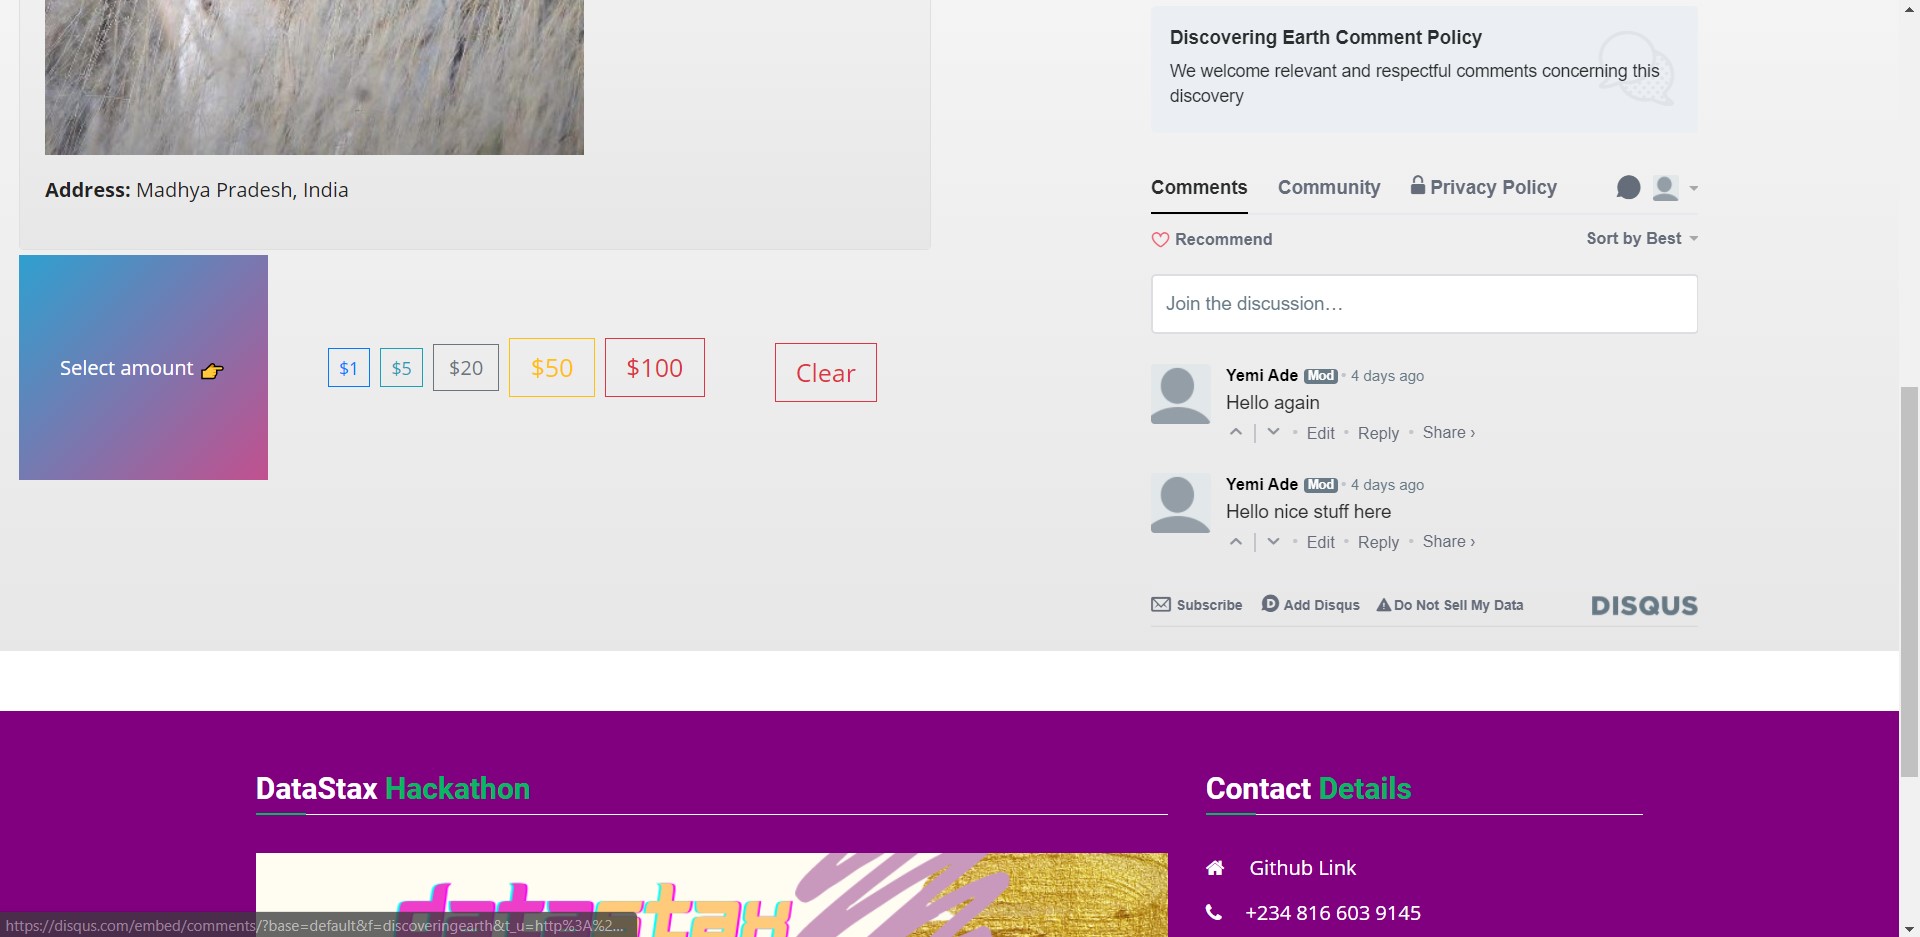 Address: Madhya Pradesh, India
Select amount 👉
$1
$5
$20
$50
$100
Clear
Discovering Earth Comment Policy
We welcome relevant and respectful comments concerning this
discovery
Comments
Community
Privacy Policy
Recommend
Sort by Best
Join the discussion…
Yemi Ade Mod • 4 days ago
Hello again
• Edit • Reply • Share ›
Yemi Ade Mod • 4 days ago
Hello nice stuff here
• Edit • Reply • Share ›
Subscribe
Add Disqus
Do Not Sell My Data
DISQUS
DataStax Hackathon
datastax
Contact Details
Github Link
+234 816 603 9145
https://disqus.com/embed/comments/?base=default&f=discoveringearth&t_u=http%3A%2...